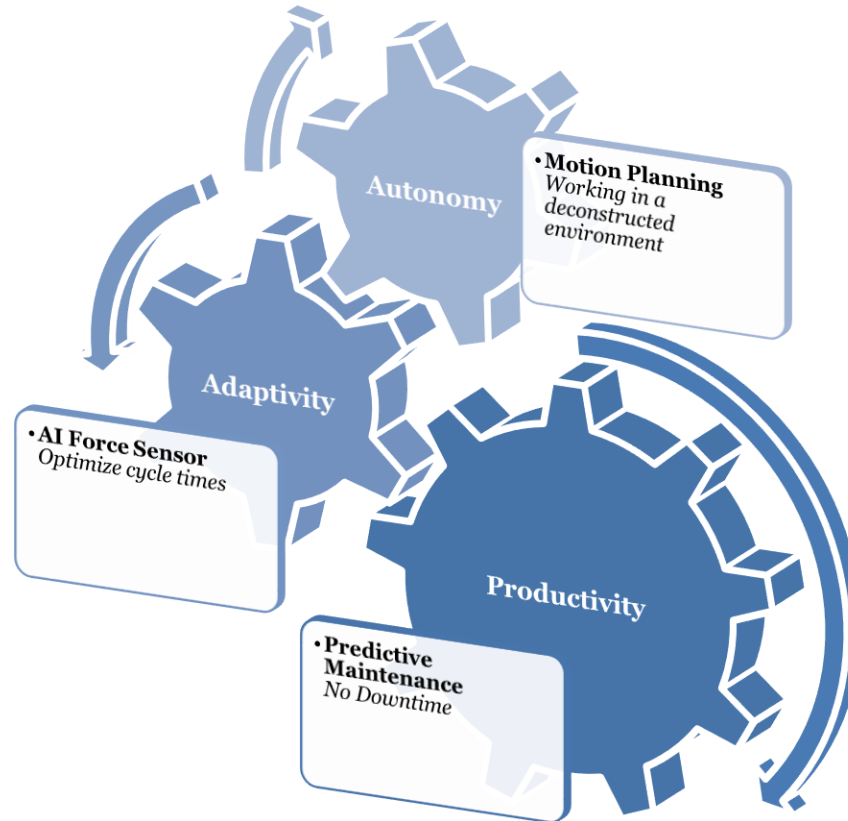 Autonomy
• Motion Planning
Working in a
deconstructed
environment
Adaptivity
• AI Force Sensor
Optimize cycle times
Productivity
• Predictive
Maintenance
No Downtime